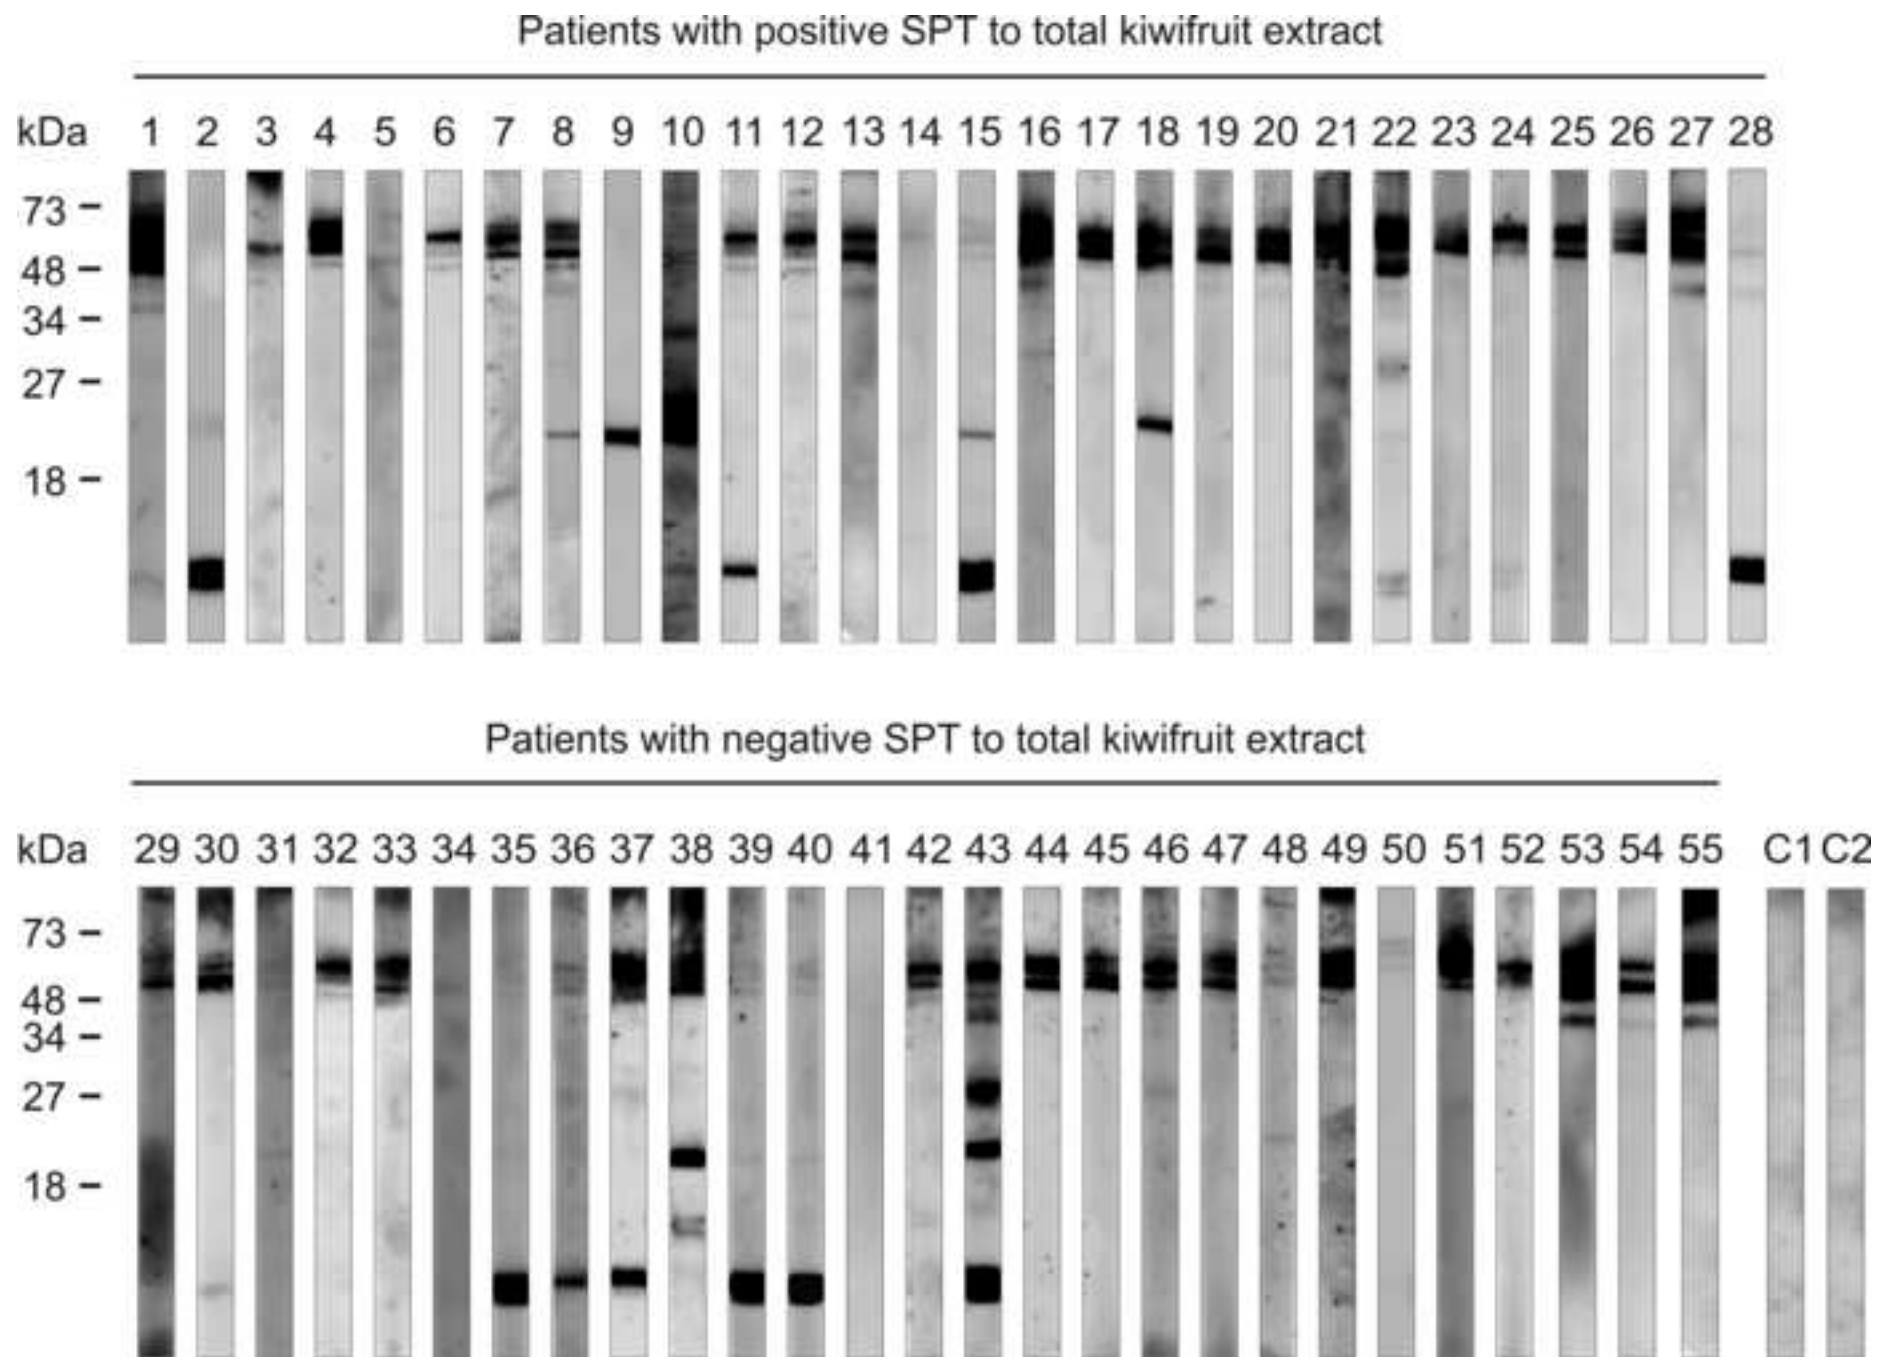 Patients with positive SPT to total kiwifruit extract
kDa 1 2 3 4 5 6 7 8 9 10 11 12 13 14 15 16 17 18 19 20 21 22 23 24 25 26 27 28
73
48
34
27
18
Patients with negative SPT to total kiwifruit extract
kDa 29 30 31 32 33 34 35 36 37 38 39 40 41 42 43 44 45 46 47 48 49 50 51 52 53 54 55 C1 C2
73
48
34
27
18